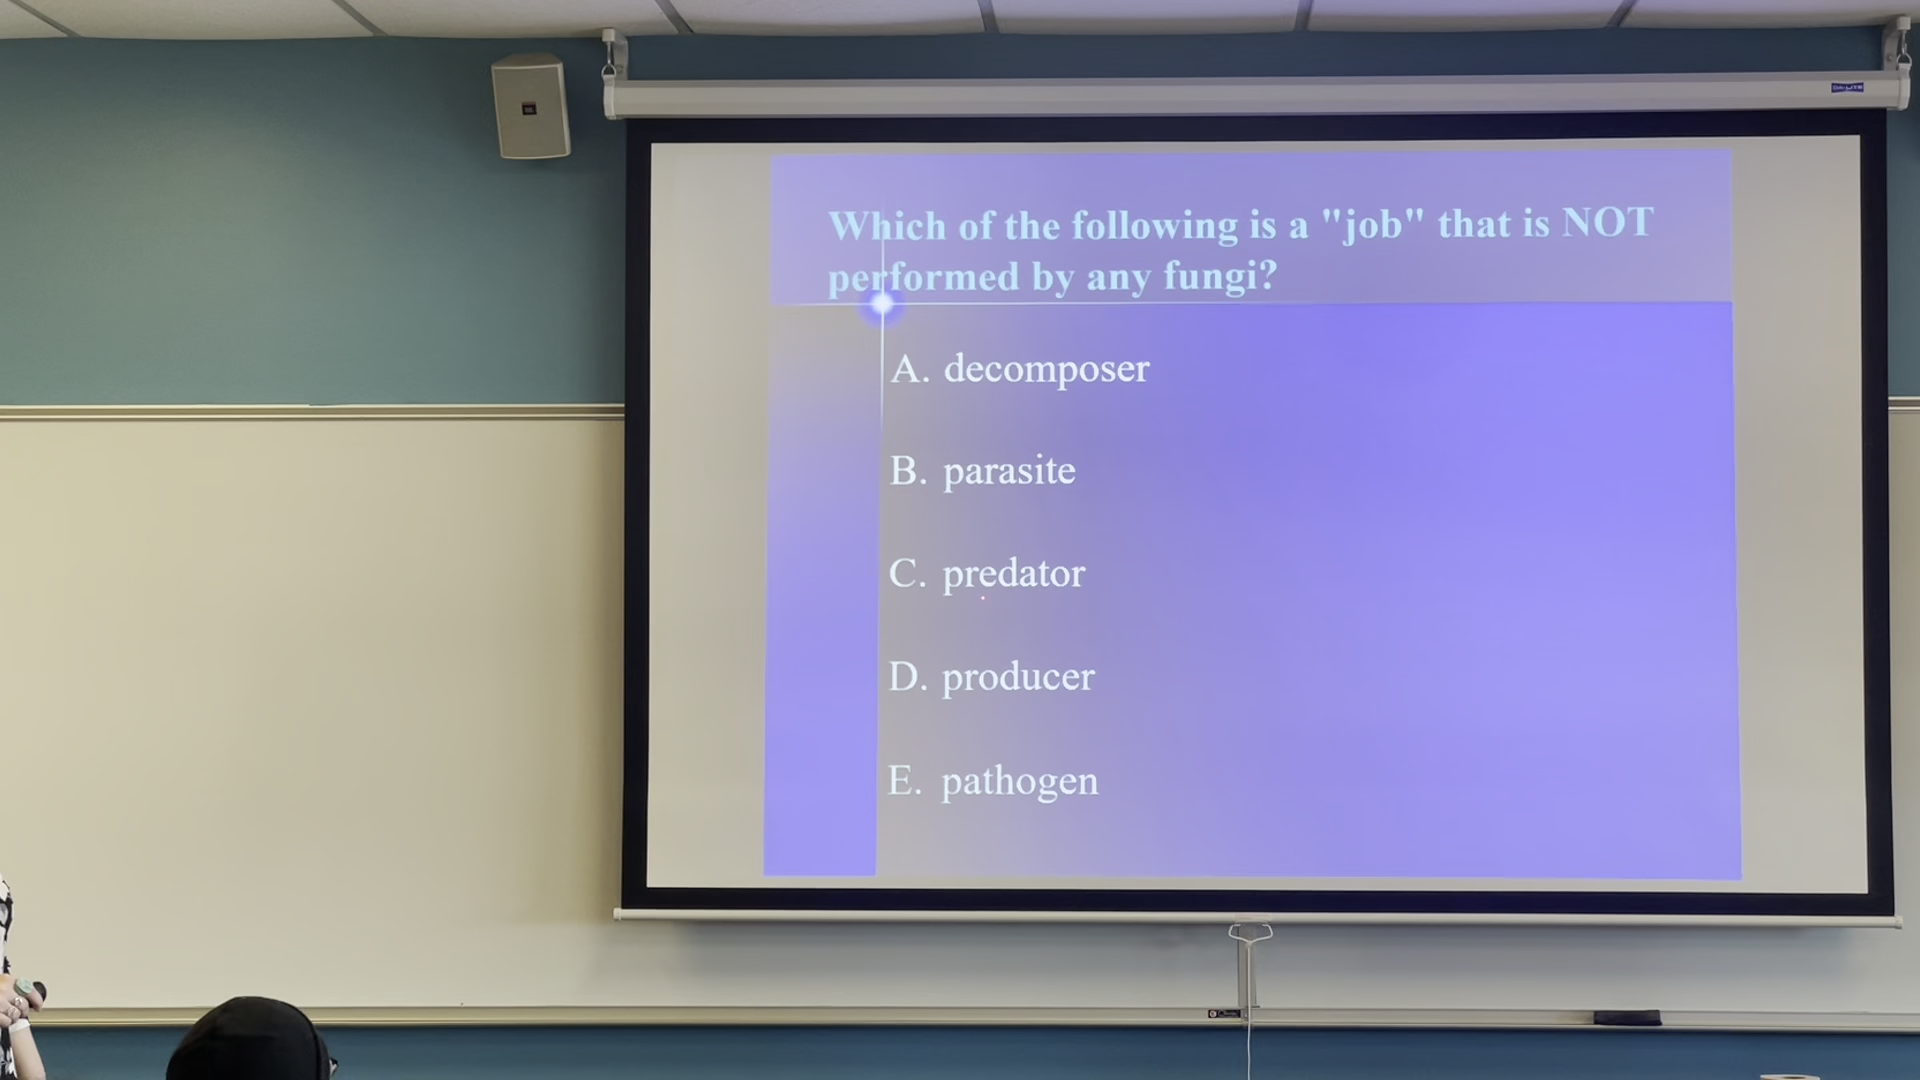 Which of the following is a "job" that is NOT
performed by any fungi?
A. decomposer
B. parasite
C. predator
D. producer
E. pathogen